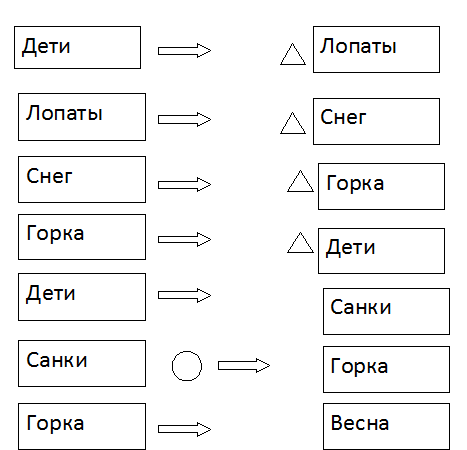 Дети Лопаты
Лопаты Снег
Снег Горка
Горка Дети
Дети Санки
Санки Горка
Горка Весна